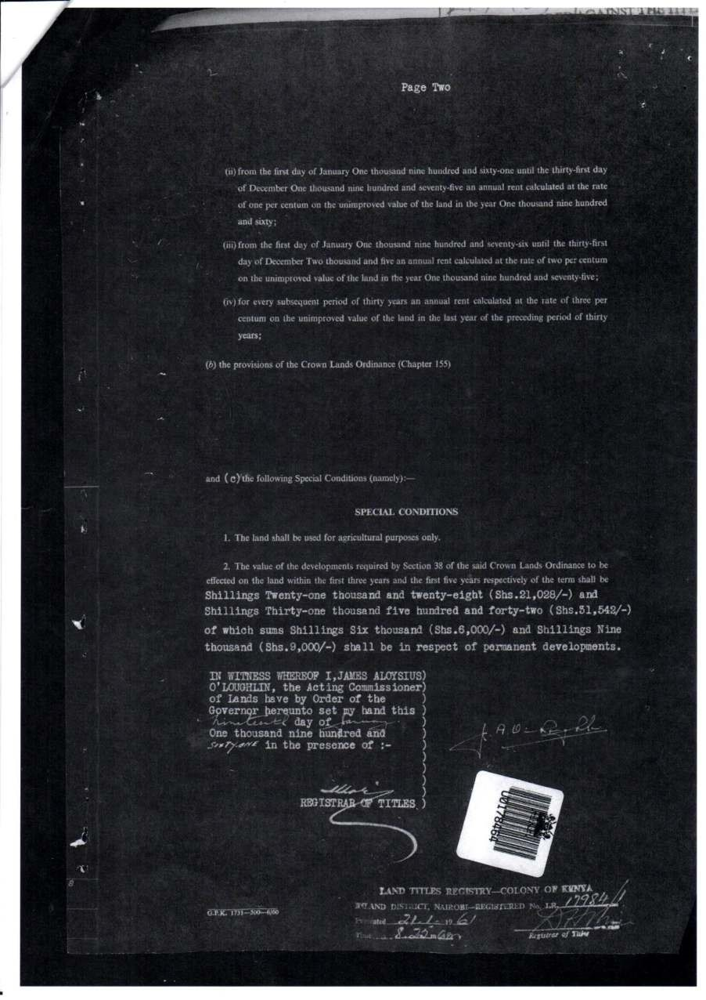 Page Two
(ii) from the first day of January One thousand nine hundred and sixty-one until the thirty-first day
of December One thousand nine hundred and seventy-five an annual rent calculated at the rate
of one per centum on the unimproved value of the land in the year One thousand nine hundred
and sixty;
(iii) from the first day of January One thousand nine hundred and seventy-six until the thirty-first
day of December Two thousand and five an annual rent calculated at the rate of two per centum
on the unimproved value of the land in the year One thousand nine hundred and seventy-five;
(iv) for every subsequent period of thirty years an annual rent calculated at the rate of three per
centum on the unimproved value of the land in the last year of the preceding period of thirty
years;
(b) the provisions of the Crown Lands Ordinance (Chapter 155)
and (c) the following Special Conditions (namely):—
SPECIAL CONDITIONS
1. The land shall be used for agricultural purposes only.
2. The value of the developments required by Section 38 of the said Crown Lands Ordinance to be
effected on the land within the first three years and the first five years respectively of the term shall be
Shillings Twenty-one thousand and twenty-eight (Shs.21,028/-) and
Shillings Thirty-one thousand five hundred and forty-two (Shs.31,542/-)
of which sums Shillings Six thousand (Shs.6,000/-) and Shillings Nine
thousand (Shs.9,000/-) shall be in respect of permanent developments.
IN WITNESS WHEREOF I, JAMES ALOYSIUS)
O'LOUGHLIN, the Acting Commissioner)
of Lands have by Order of the )
Governor hereunto set my hand this )
nineteenth day of January )
One thousand nine hundred and )
SIXTY-ONE in the presence of :- )
REGISTRAR OF TITLES )
00178464
LAND TITLES REGISTRY—COLONY OF KENYA
INLAND DISTRICT, NAIROBI—REGISTERED No. I.R. 17984/1
Presented 21.1. 1961
Time 8.25
Registrar of Titles
G.P.K. 1731—500—6/60